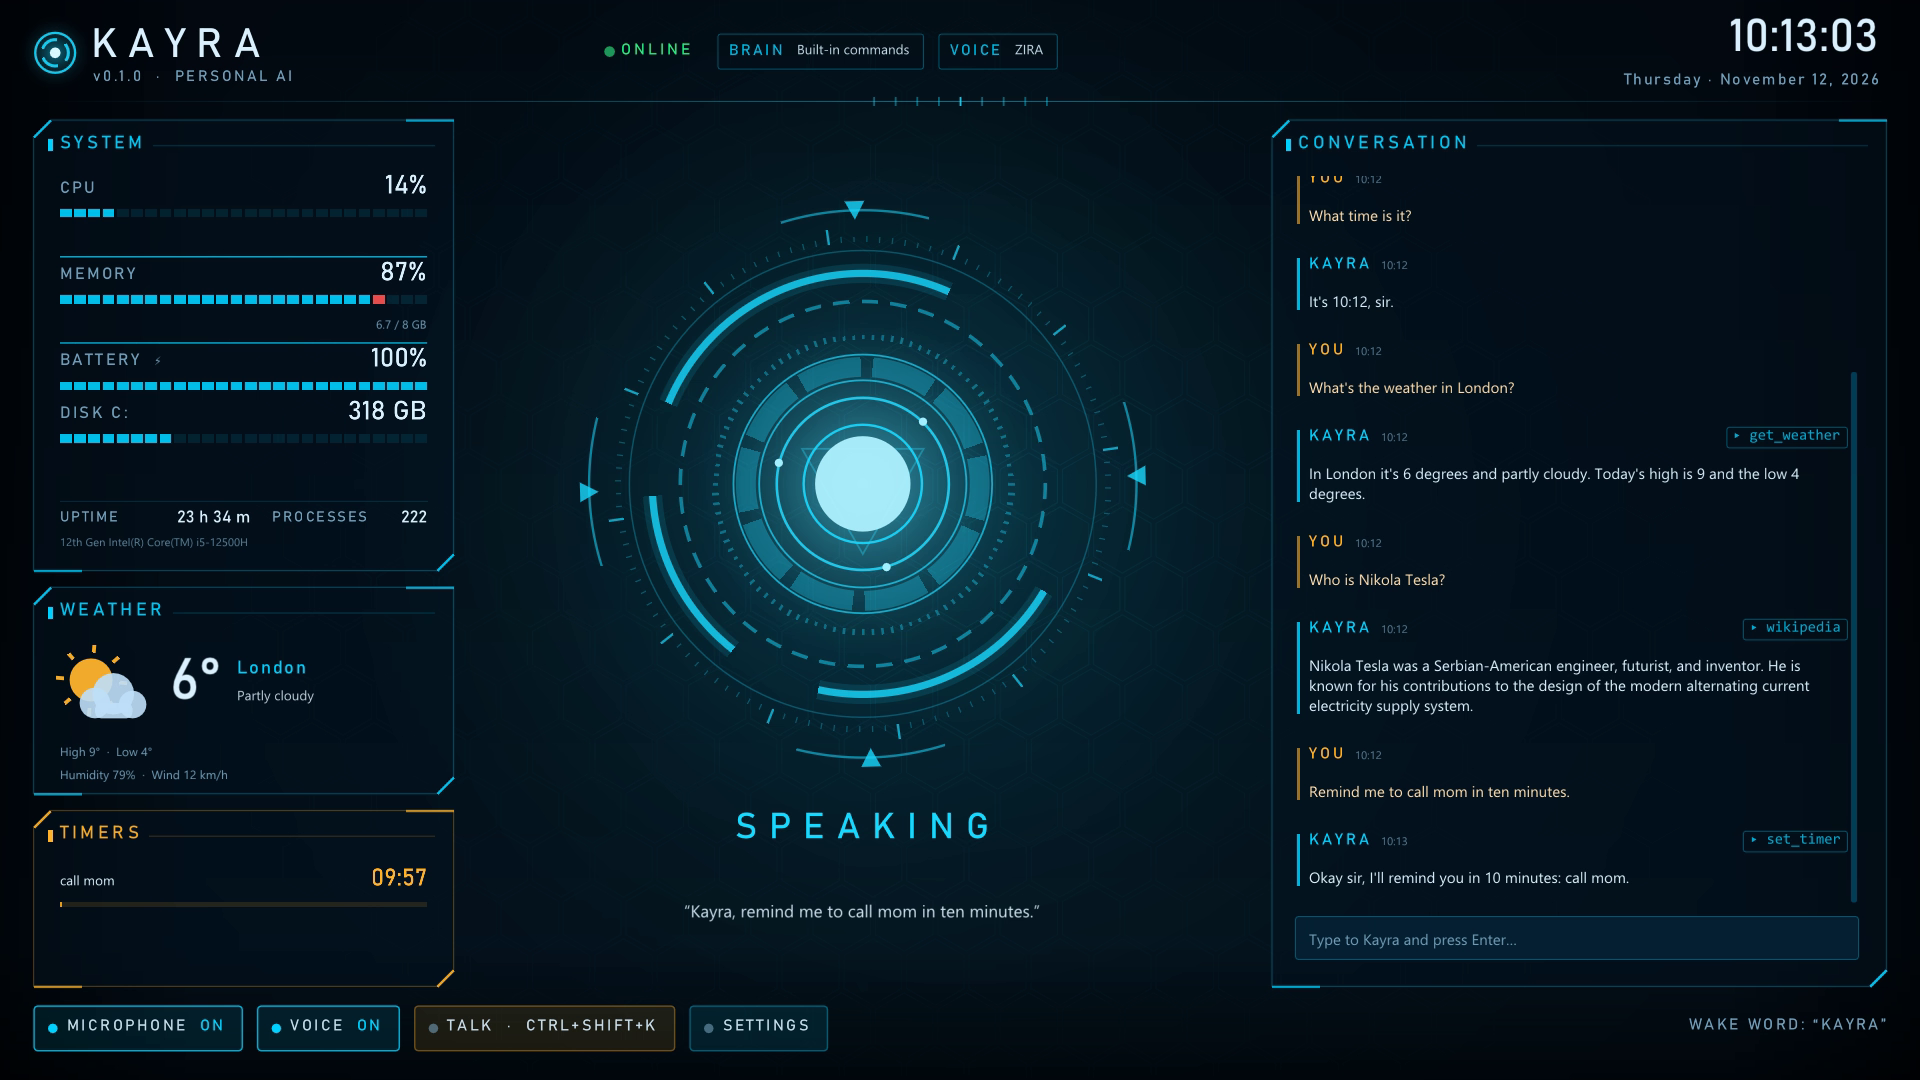 KAYRA
v0.1.0 · PERSONAL AI
ONLINE
BRAIN Built-in commands
VOICE ZIRA
10:13:03
Thursday · November 12, 2026
SYSTEM
CPU 14%
MEMORY 87%
6.7 / 8 GB
BATTERY ⚡ 100%
DISK C: 318 GB
UPTIME 23 h 34 m PROCESSES 222
12th Gen Intel(R) Core(TM) i5-12500H
WEATHER
6° London
Partly cloudy
High 9° · Low 4°
Humidity 79% · Wind 12 km/h
TIMERS
call mom 09:57
SPEAKING
“Kayra, remind me to call mom in ten minutes.”
CONVERSATION
YOU 10:12
What time is it?
KAYRA 10:12
It's 10:12, sir.
YOU 10:12
What's the weather in London?
KAYRA 10:12 ▸ get_weather
In London it's 6 degrees and partly cloudy. Today's high is 9 and the low 4
degrees.
YOU 10:12
Who is Nikola Tesla?
KAYRA 10:12 ▸ wikipedia
Nikola Tesla was a Serbian-American engineer, futurist, and inventor. He is
known for his contributions to the design of the modern alternating current
electricity supply system.
YOU 10:12
Remind me to call mom in ten minutes.
KAYRA 10:13 ▸ set_timer
Okay sir, I'll remind you in 10 minutes: call mom.
Type to Kayra and press Enter...
MICROPHONE ON
VOICE ON
TALK · CTRL+SHIFT+K
SETTINGS
WAKE WORD: “KAYRA”